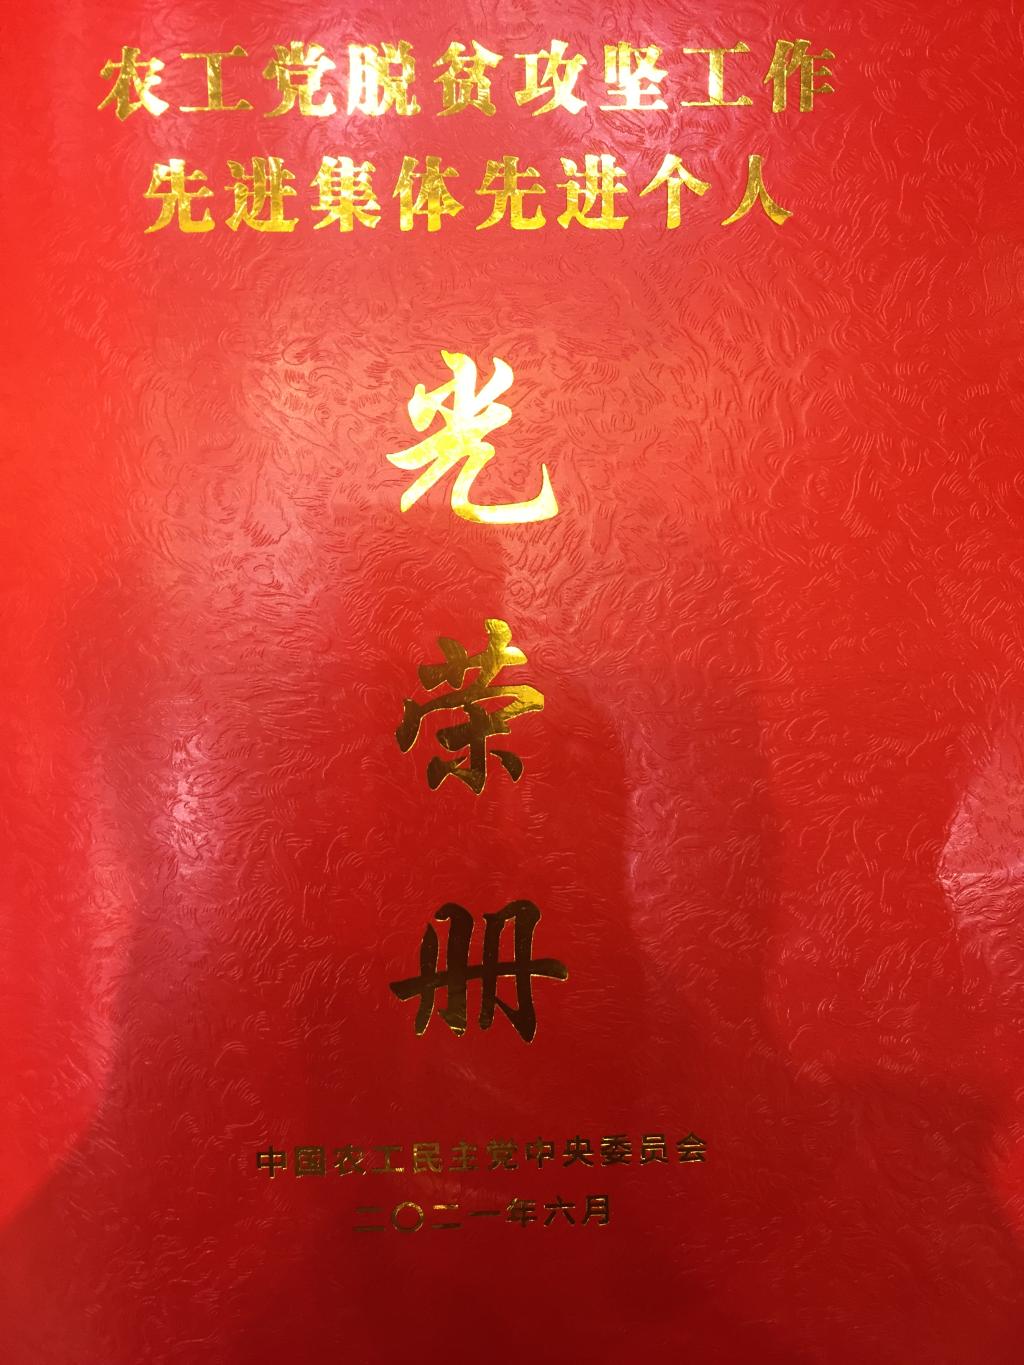 农工党脱贫攻坚工作
先进集体先进个人
光
荣
册
中国农工民主党中央委员会
二〇二一年六月